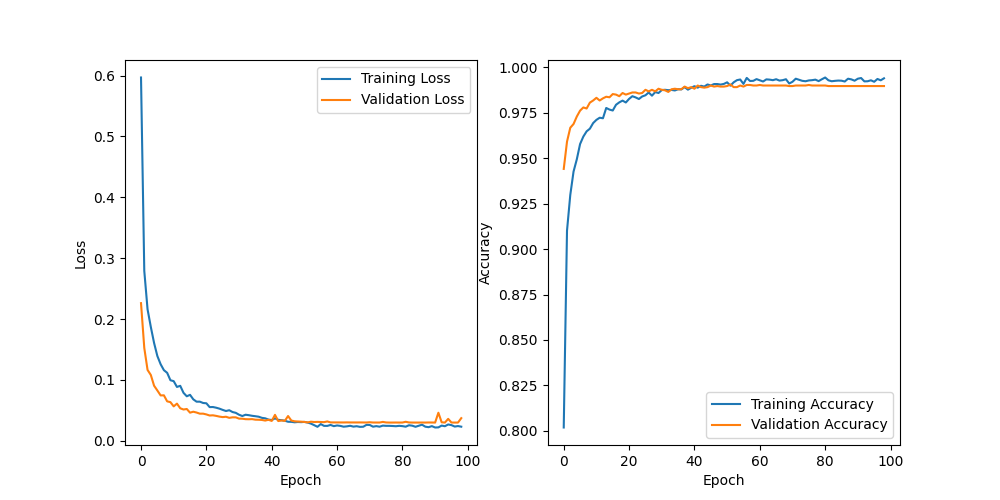 0.6
0.5
0.4
0.3
0.2
0.1
0.0
Loss
0 20 40 60 80 100
Epoch
Training Loss
Validation Loss
1.000
0.975
0.950
0.925
0.900
0.875
0.850
0.825
0.800
Accuracy
0 20 40 60 80 100
Epoch
Training Accuracy
Validation Accuracy